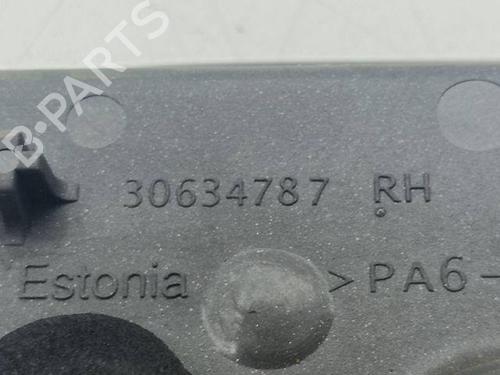 B·PARTS
30634787 RH
Estonia >PA6-